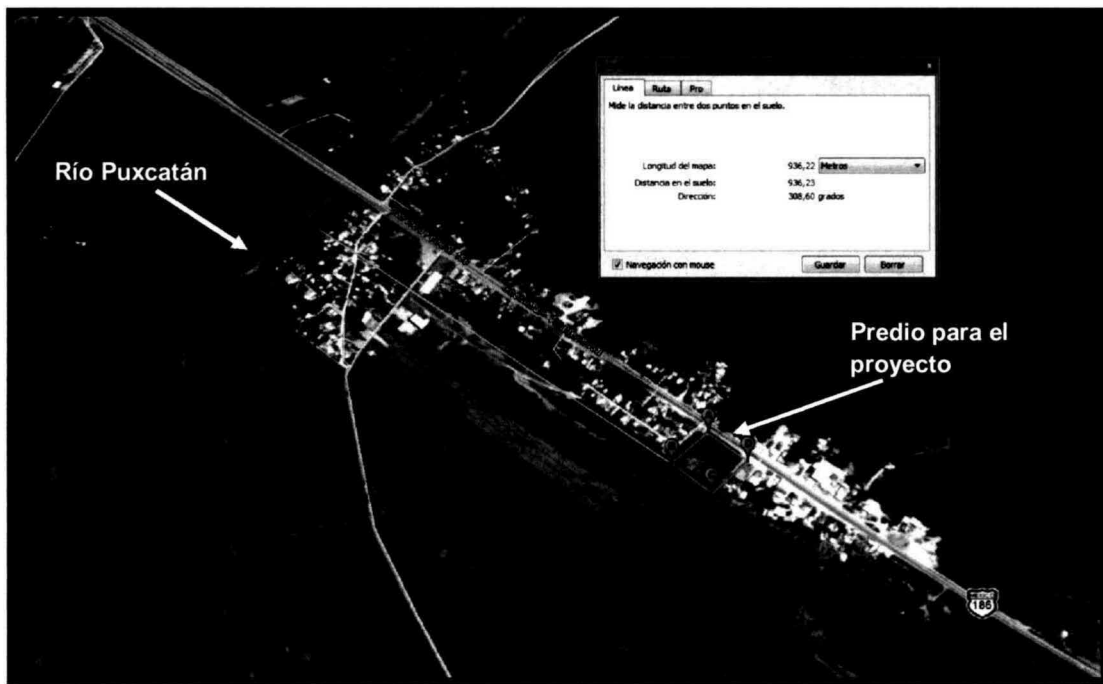 Línea Ruta Pro
Mide la distancia entre dos puntos en el suelo.
Longitud del mapa: 936,22 Metros
Distancia en el suelo: 936,23
Dirección: 308,60 grados
Navegación con mouse Guardar Borrar
Río Puxcatán
Predio para el
proyecto
MEXICO
186